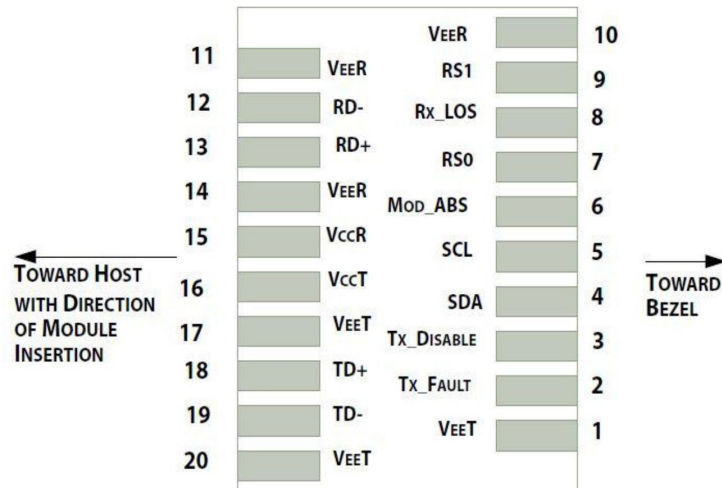 VEER 10
11 VEER
RS1 9
12 RD-
RX_LOS 8
13 RD+
RS0 7
14 VEER
MOD_ABS 6
15 VCCR
SCL 5
TOWARD HOST
WITH DIRECTION
OF MODULE
INSERTION
TOWARD
BEZEL
16 VCCT
SDA 4
17 VEET
TX_DISABLE 3
18 TD+
TX_FAULT 2
19 TD-
VEET 1
20 VEET